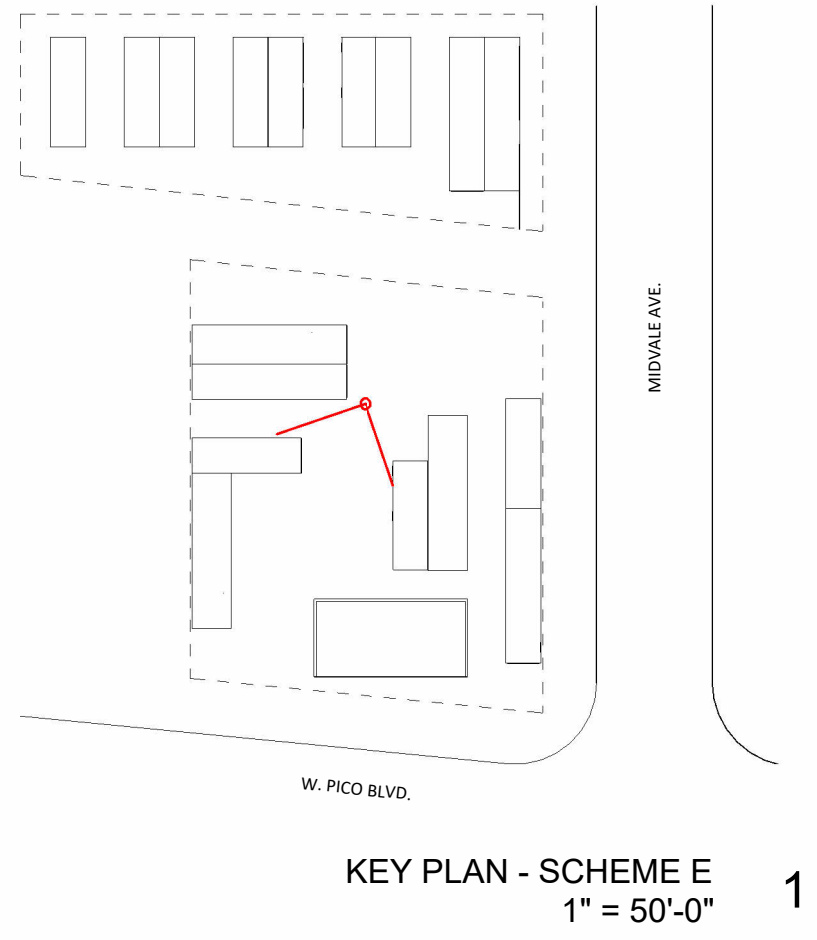 MIDVALE AVE.
W. PICO BLVD.
KEY PLAN - SCHEME E
1" = 50'-0"
1